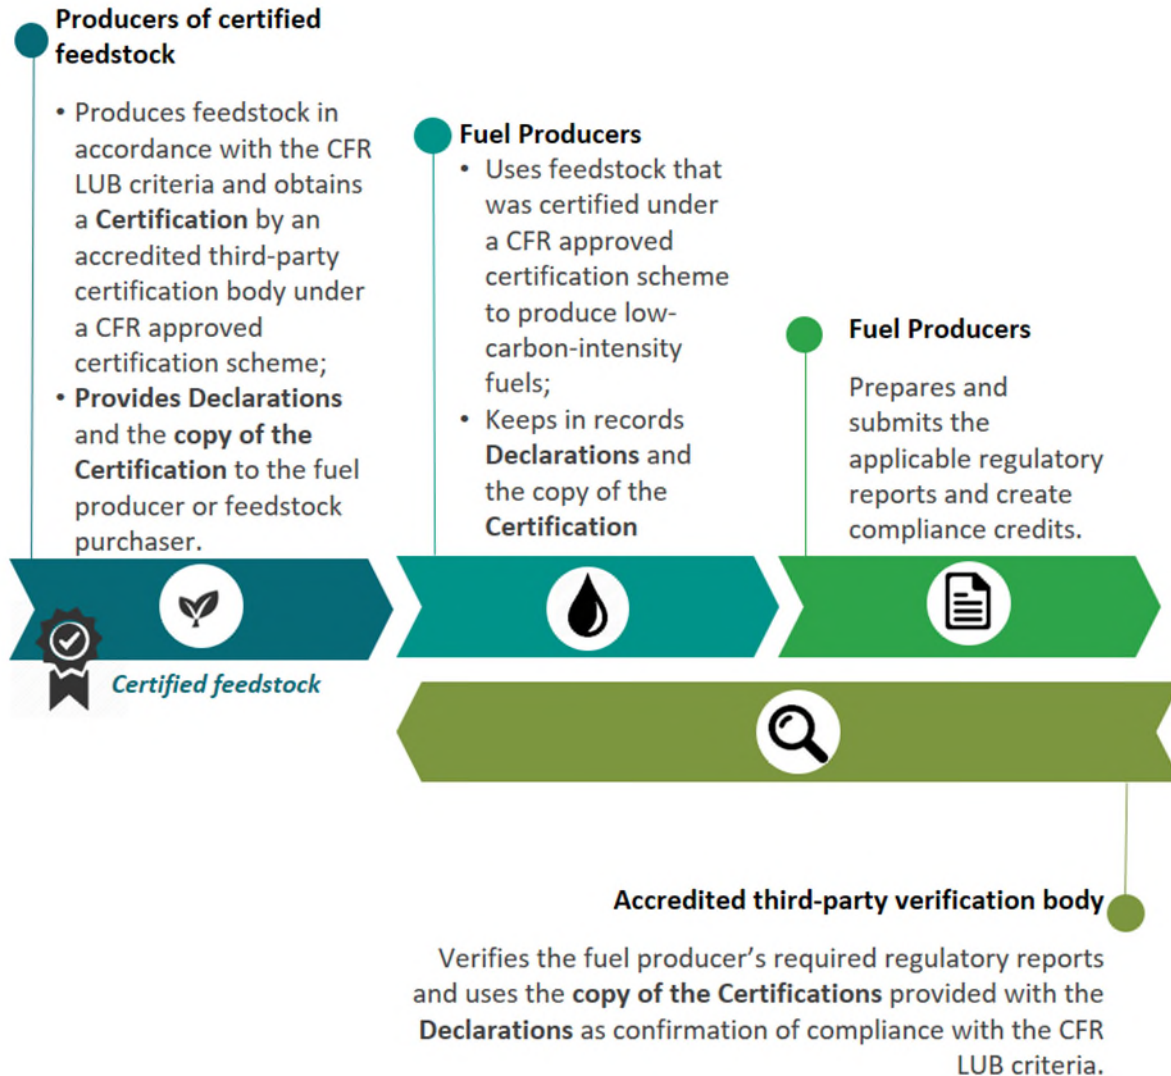 Producers of certified
feedstock
• Produces feedstock in
accordance with the CFR
LUB criteria and obtains
a Certification by an
accredited third-party
certification body under
a CFR approved
certification scheme;
• Provides Declarations
and the copy of the
Certification to the fuel
producer or feedstock
purchaser.
Fuel Producers
• Uses feedstock that
was certified under
a CFR approved
certification scheme
to produce low-
carbon-intensity
fuels;
• Keeps in records
Declarations and
the copy of the
Certification
Fuel Producers
Prepares and
submits the
applicable regulatory
reports and create
compliance credits.
Certified feedstock
Accredited third-party verification body
Verifies the fuel producer’s required regulatory reports
and uses the copy of the Certifications provided with the
Declarations as confirmation of compliance with the CFR
LUB criteria.